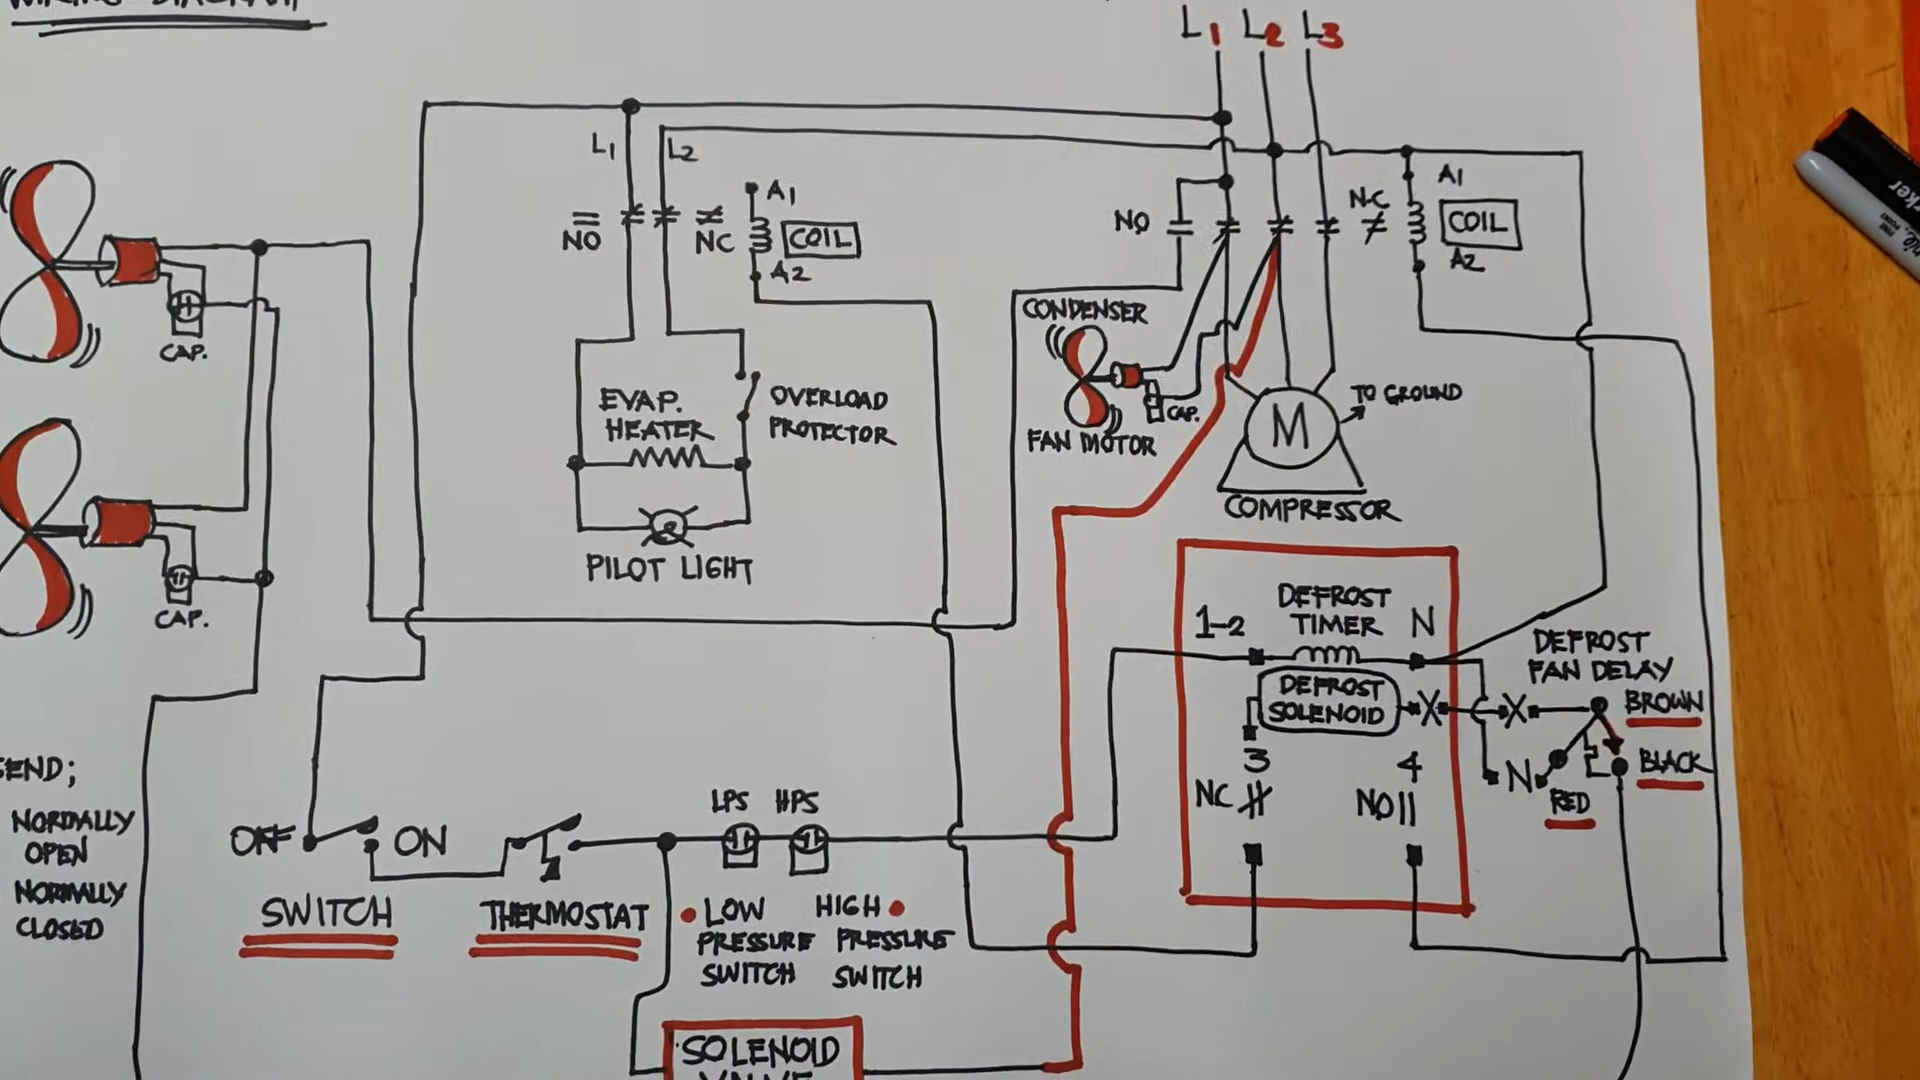 WIRING DIAGRAM
L1 L2 L3
L1 L2
A1
NO
NC
COIL
A2
NO
NC
A1
COIL
A2
CAP.
CONDENSER
CAP.
FAN MOTOR
EVAP.
HEATER
OVERLOAD
PROTECTOR
TO GROUND
M
COMPRESSOR
PILOT LIGHT
CAP.
1-2
DEFROST
TIMER
N
DEFROST
SOLENOID
X
X
3
4
NC
NO
DEFROST
FAN DELAY
BROWN
BLACK
N
RED
NORMALLY
OPEN
NORMALLY
CLOSED
OFF
ON
SWITCH
THERMOSTAT
LPS HPS
LOW
PRESSURE
SWITCH
HIGH
PRESSURE
SWITCH
SOLENOID
VALVE